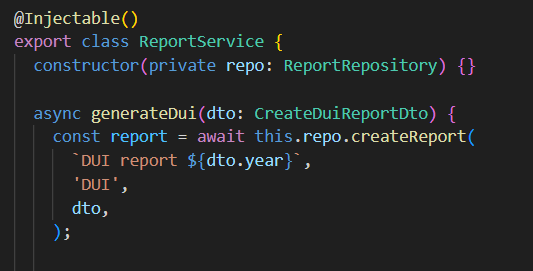 @Injectable()
export class ReportService {
constructor(private repo: ReportRepository) {}
async generateDui(dto: CreateDuiReportDto) {
const report = await this.repo.createReport(
`DUI report ${dto.year}`,
'DUI',
dto,
);